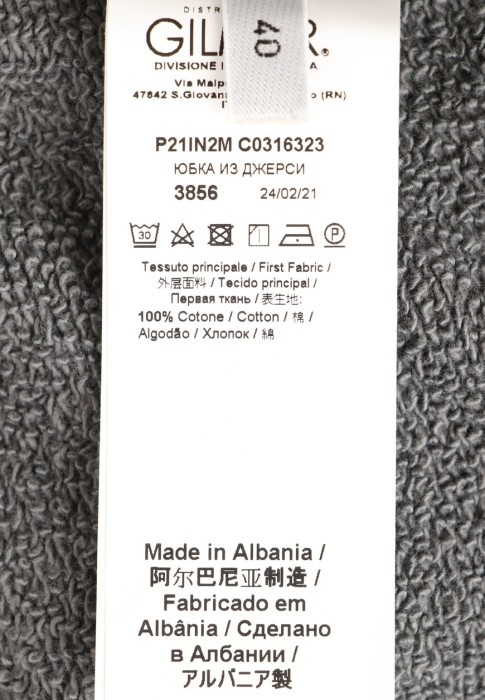 DISTR
GIL R.
DIVISIONE I A
Via Malp
47842 S.Giovan o (RN)
40
P21IN2M C0316323
ЮБКА ИЗ ДЖЕРСИ
3856 24/02/21
30 P
Tessuto principale / First Fabric /
外层面料 / Tecido principal /
Первая ткань / 表生地:
100% Cotone / Cotton / 棉 /
Algodão / Хлопок / 綿
Made in Albania /
阿尔巴尼亚制造 /
Fabricado em
Albânia / Сделано
в Албании /
アルバニア製